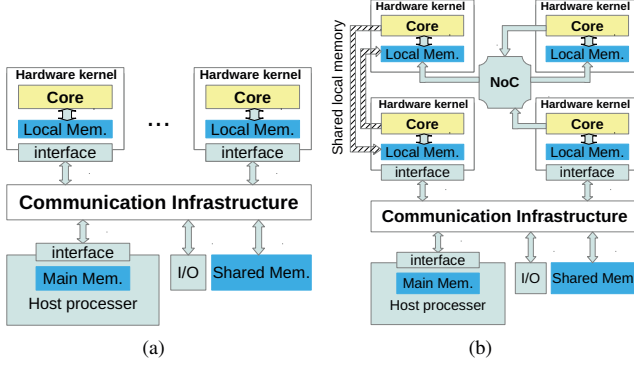 Hardware kernel
Core
Local Mem.
interface
...
Hardware kernel
Core
Local Mem.
interface
Communication Infrastructure
interface
Main Mem.
Host processer
I/O
Shared Mem.
(a)
Shared local memory
Hardware kernel
Core
Local Mem.
Hardware kernel
Core
Local Mem.
NoC
Hardware kernel
Core
Local Mem.
interface
Hardware kernel
Core
Local Mem.
interface
Communication Infrastructure
interface
Main Mem.
Host processer
I/O
Shared Mem.
(b)